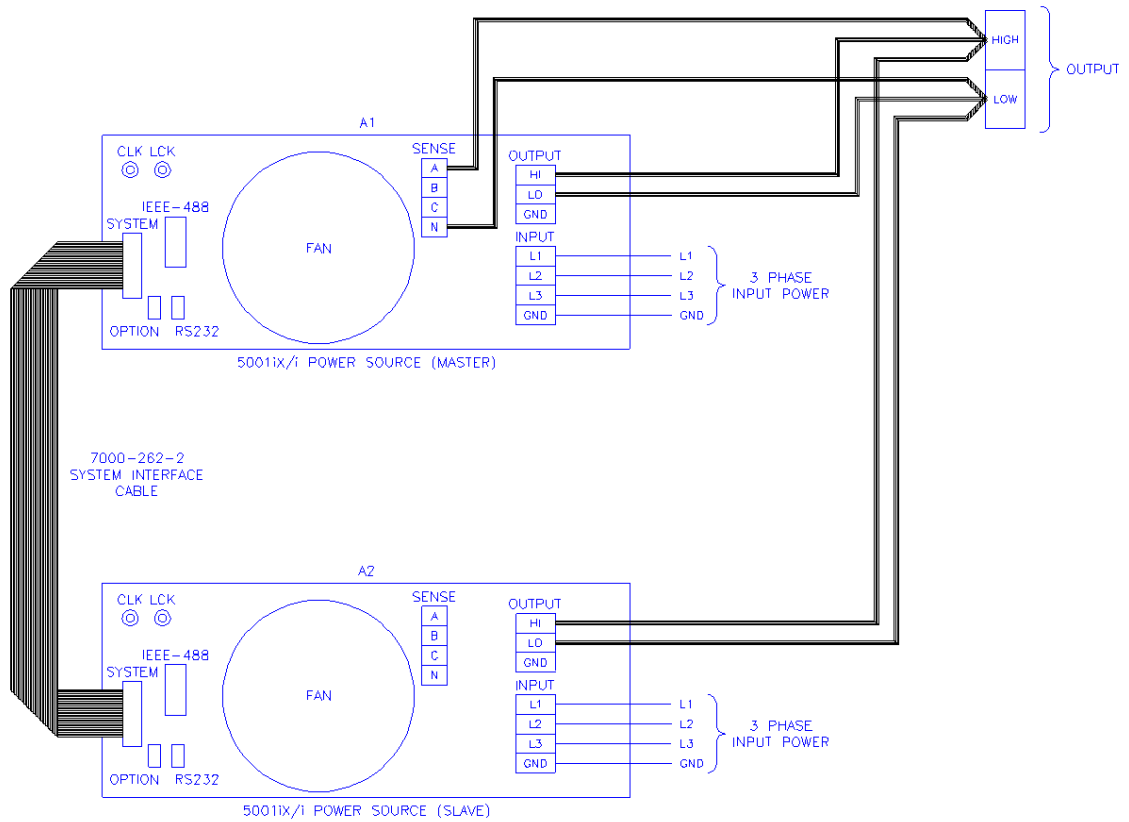 HIGH
OUTPUT
LOW
A1
CLK LCK
SENSE
OUTPUT
A
HI
B
LO
IEEE-488
C
GND
SYSTEM
N
INPUT
FAN
L1
L1
L2
L2
3 PHASE
INPUT POWER
L3
L3
GND
GND
OPTION
RS232
5001iX/i POWER SOURCE (MASTER)
7000-262-2
SYSTEM INTERFACE
CABLE
A2
CLK LCK
SENSE
OUTPUT
A
HI
B
LO
IEEE-488
C
GND
SYSTEM
N
INPUT
FAN
L1
L1
L2
L2
3 PHASE
INPUT POWER
L3
L3
GND
GND
OPTION
RS232
5001iX/i POWER SOURCE (SLAVE)